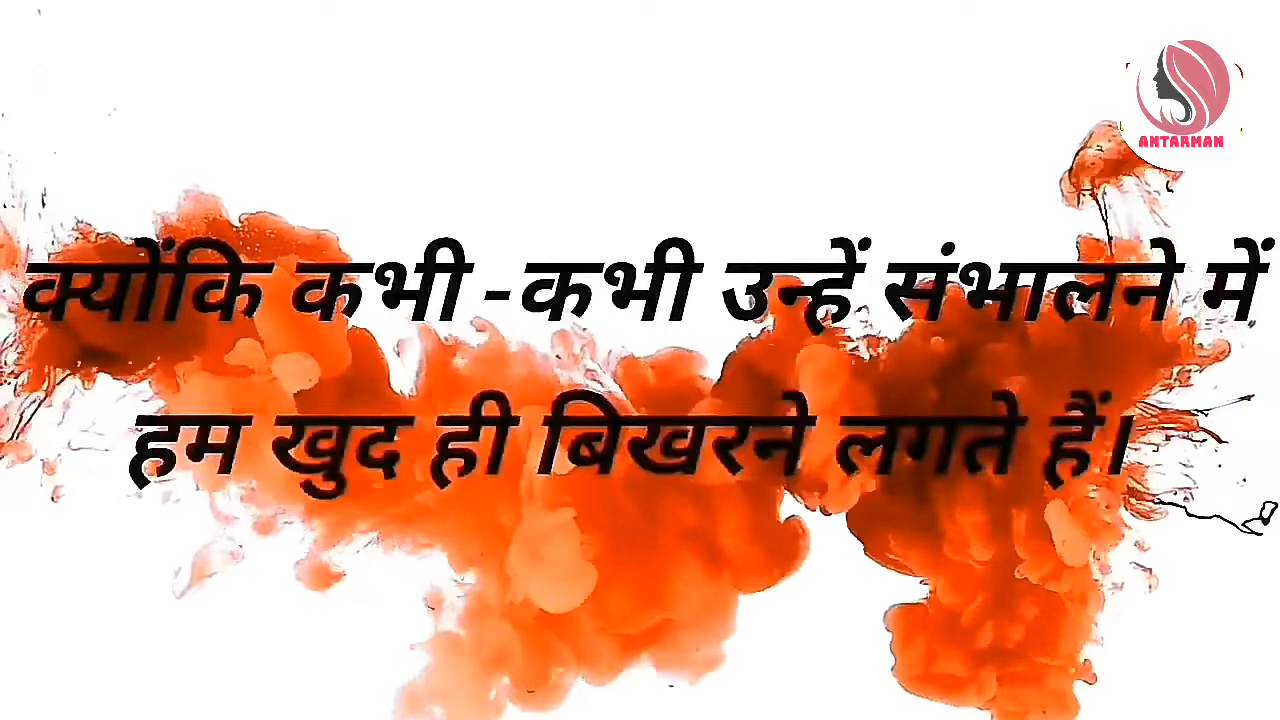 ANTARMAN
क्योंकि कभी -कभी उन्हें संभालने में
हम खुद ही बिखरने लगते हैं।